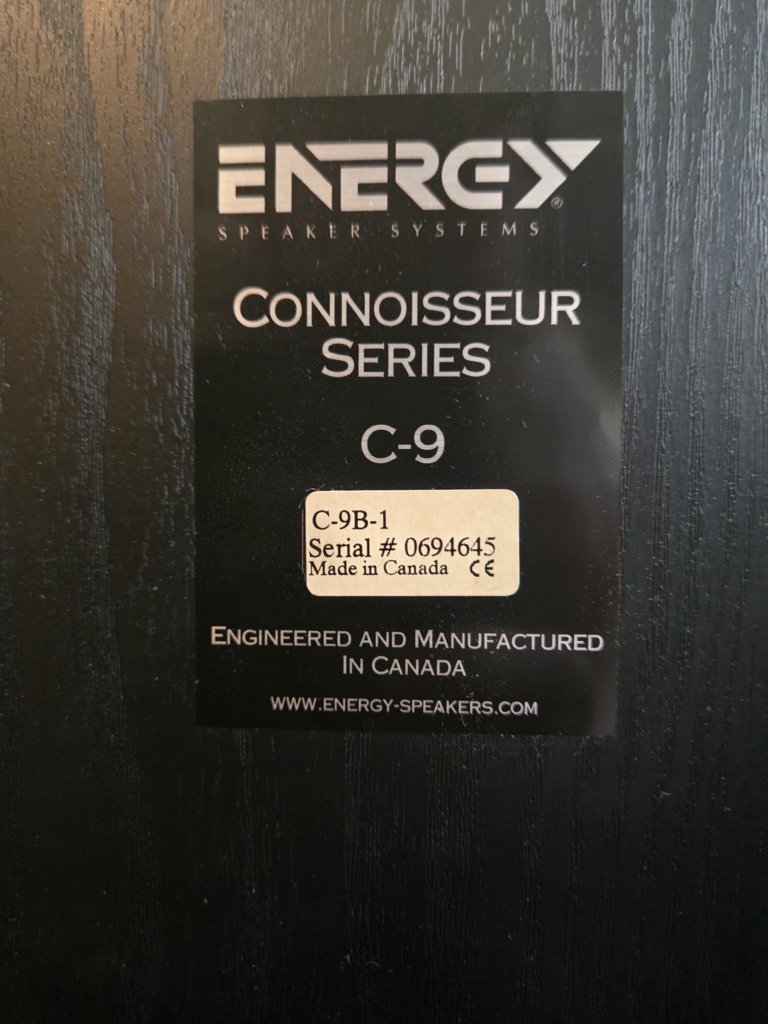 ENERGY®
SPEAKER SYSTEMS
CONNOISSEUR
SERIES
C-9
C-9B-1
Serial # 0694645
Made in Canada CE
ENGINEERED AND MANUFACTURED
IN CANADA
WWW.ENERGY-SPEAKERS.COM